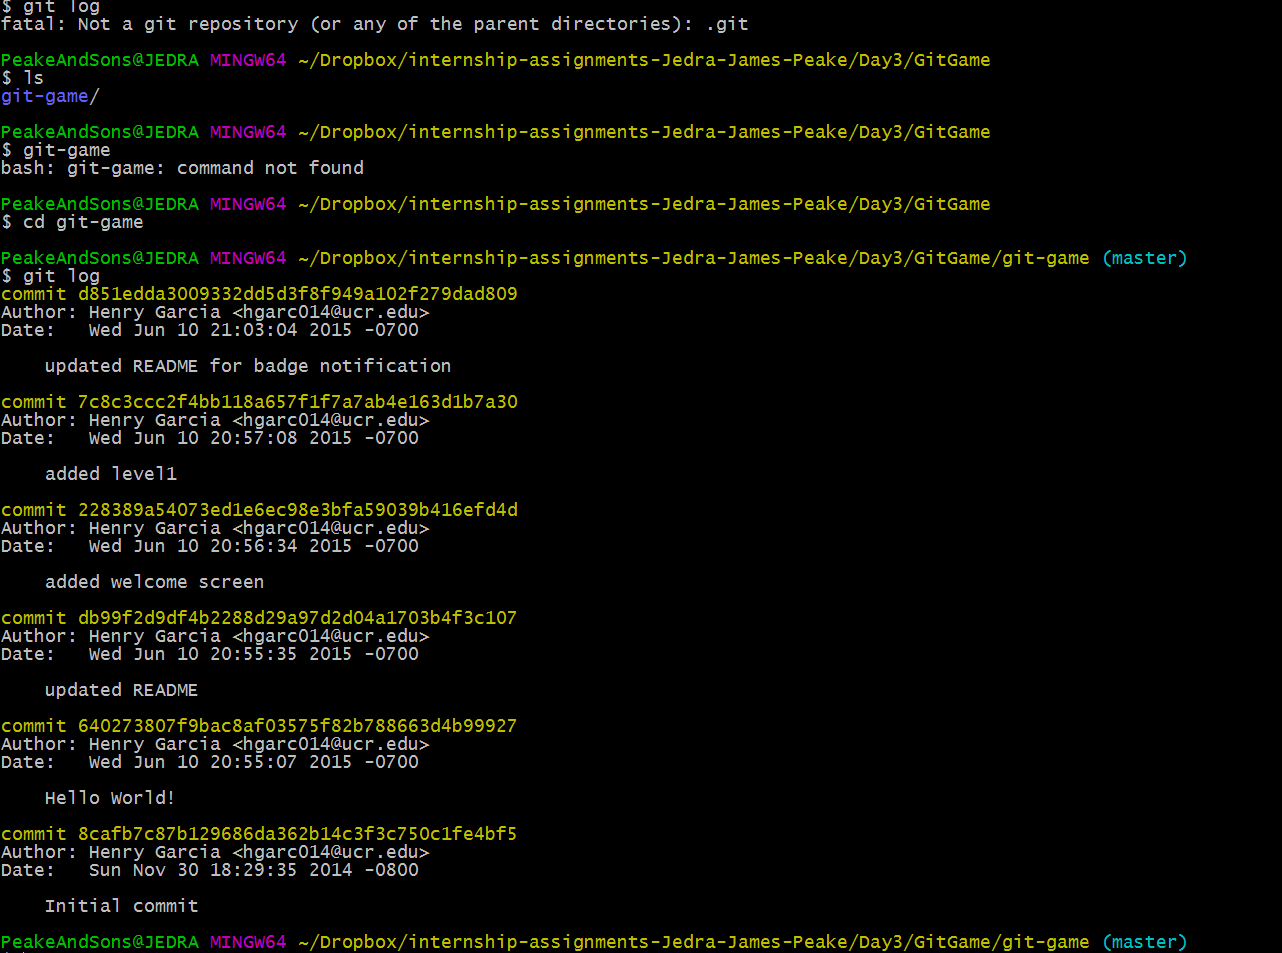 $ git log
fatal: Not a git repository (or any of the parent directories): .git
PeakeAndSons@JEDRA MINGW64 ~/Dropbox/internship-assignments-Jedra-James-Peake/Day3/GitGame
$ ls
git-game/
PeakeAndSons@JEDRA MINGW64 ~/Dropbox/internship-assignments-Jedra-James-Peake/Day3/GitGame
$ git-game
bash: git-game: command not found
PeakeAndSons@JEDRA MINGW64 ~/Dropbox/internship-assignments-Jedra-James-Peake/Day3/GitGame
$ cd git-game
PeakeAndSons@JEDRA MINGW64 ~/Dropbox/internship-assignments-Jedra-James-Peake/Day3/GitGame/git-game (master)
$ git log
commit d851edda3009332dd5d3f8f949a102f279dad809
Author: Henry Garcia <hgarc014@ucr.edu>
Date:   Wed Jun 10 21:03:04 2015 -0700
    updated README for badge notification
commit 7c8c3ccc2f4bb118a657f1f7a7ab4e163d1b7a30
Author: Henry Garcia <hgarc014@ucr.edu>
Date:   Wed Jun 10 20:57:08 2015 -0700
    added level1
commit 228389a54073ed1e6ec98e3bfa59039b416efd4d
Author: Henry Garcia <hgarc014@ucr.edu>
Date:   Wed Jun 10 20:56:34 2015 -0700
    added welcome screen
commit db99f2d9df4b2288d29a97d2d04a1703b4f3c107
Author: Henry Garcia <hgarc014@ucr.edu>
Date:   Wed Jun 10 20:55:35 2015 -0700
    updated README
commit 640273807f9bac8af03575f82b788663d4b99927
Author: Henry Garcia <hgarc014@ucr.edu>
Date:   Wed Jun 10 20:55:07 2015 -0700
    Hello World!
commit 8cafb7c87b129686da362b14c3f3c750c1fe4bf5
Author: Henry Garcia <hgarc014@ucr.edu>
Date:   Sun Nov 30 18:29:35 2014 -0800
    Initial commit
PeakeAndSons@JEDRA MINGW64 ~/Dropbox/internship-assignments-Jedra-James-Peake/Day3/GitGame/git-game (master)